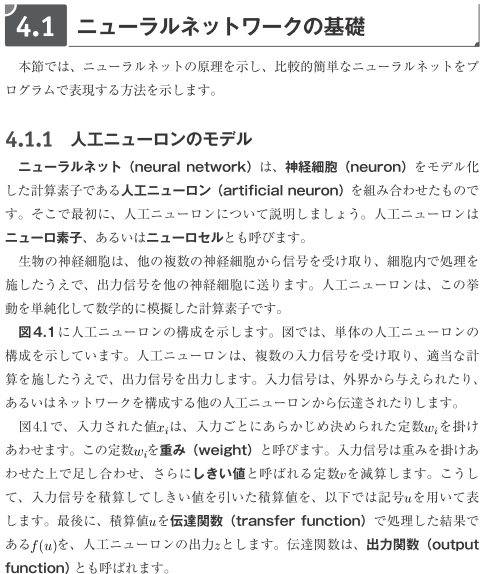 4.1 ニューラルネットワークの基礎
本節では、ニューラルネットの原理を示し、比較的簡単なニューラルネットをプ
ログラムで表現する方法を示します。
4.1.1 人工ニューロンのモデル
ニューラルネット（neural network）は、神経細胞（neuron）をモデル化
した計算素子である人工ニューロン（artificial neuron）を組み合わせたもので
す。そこで最初に、人工ニューロンについて説明しましょう。人工ニューロンは
ニューロ素子、あるいはニューロセルとも呼びます。
生物の神経細胞は、他の複数の神経細胞から信号を受け取り、細胞内で処理を
施したうえで、出力信号を他の神経細胞に送ります。人工ニューロンは、この挙
動を単純化して数学的に模擬した計算素子です。
図4.1に人工ニューロンの構成を示します。図では、単体の人工ニューロンの
構成を示しています。人工ニューロンは、複数の入力信号を受け取り、適当な計
算を施したうえで、出力信号を出力します。入力信号は、外界から与えられたり、
あるいはネットワークを構成する他の人工ニューロンから伝達されたりします。
図4.1で、入力された値xiは、入力ごとにあらかじめ決められた定数wiを掛け
あわせます。この定数wiを重み（weight）と呼びます。入力信号は重みを掛けあ
わせた上で足し合わせ、さらにしきい値と呼ばれる定数vを減算します。こうし
て、入力信号を積算してしきい値を引いた積算値を、以下では記号uを用いて表
します。最後に、積算値uを伝達関数（transfer function）で処理した結果で
あるf(u)を、人工ニューロンの出力zとします。伝達関数は、出力関数（output
function）とも呼ばれます。